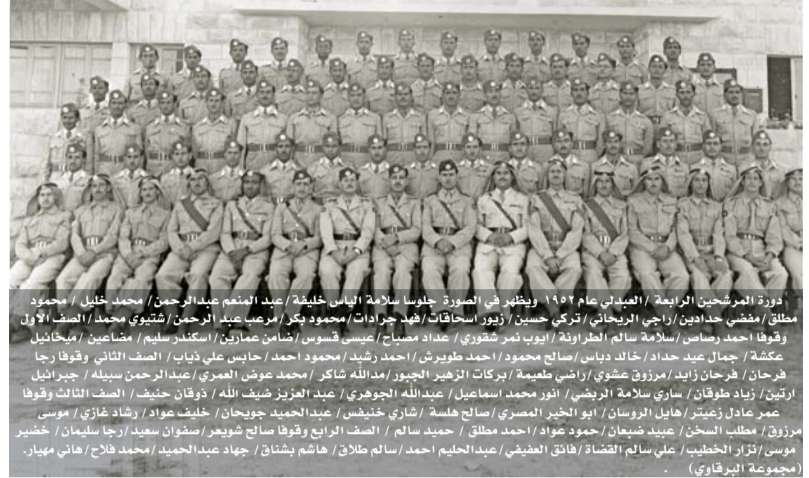 دورة المرشحين الرابعة / العبدلي عام ١٩٥٢ ويظهر في الصورة جلوسا سلامة الياس خليفة/عبد المنعم عبدالرحمن/ محمد خليل / محمود
مطلق/مفضي حدادين/راجي الريحاني/تركي حسين/ زيور اسحاقات/فهد جرادات/محمود بكر/مرعب عبد الرحمن/شتيوي محمد/الصف الأول
وقوفا احمد رصاص/سلامة سالم الطراونة/ايوب نمر شقوري/ عداد مصباح/عيسى قسوس/ضامن عمارين/اسكندر سليم/ مضاعين /ميخائيل
عكشة / جمال عيد حداد/ خالد دباس/صالح محمود/احمد طويرش/احمد رشيد/محمود احمد/ حابس علي ذياب/ الصف الثاني وقوفا رجا
فرحان / فرحان زايد/مرزوق عشوي/راضي طعيمة/بركات الزهير الجبور/مدالله شاكر / محمد عوض العمري/عبدالرحمن سبيله/ جبرائيل
ارتين/ زياد طوقان/ ساري سلامة الربضي/ انور محمد اسماعيل/عبدالله الجوهري/ عبد العزيز ضيف الله /ذوقان حنيف/ الصف الثالث وقوفا
عمر عادل زعيتر/هايل الروسان/ ابو الخير المصري/صالح هلسة /شاري خنيفس/عبدالحميد جويحان/ خليف عواد/رشاد غازي/ موسى
مرزوق/مطلب السخن/ عبيد ضبعان/حمود عواد/احمد مطلق / حميد سالم / الصف الرابع وقوفا صالح شويعر/صفوان سعيد/رجا سليمان/ خضير
موسى/نزار الخطيب/علي سالم القضاة/فائق العفيفي/عبدالحليم احمد/سالم طلاق/ هاشم بشناق/ جهاد عبدالحميد/محمد فلاح/هاني مهيار.
(مجموعة البرقاوي) .